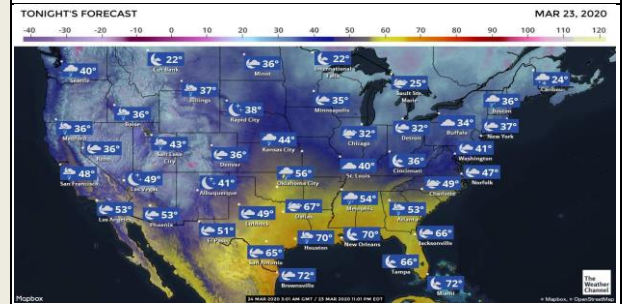 TONIGHT'S FORECAST
MAR 23, 2020
-40 -30 -20 -10 0 10 20 30 40 50 60 70 80 90 100 110 120
40° Seattle
22° Cut Bank
36° Minot
22° International Falls
25° Sault Ste. Marie
24° Caribou
37° Billings
38° Rapid City
35° Minneapolis
36° Boston
36° Boise
34° Buffalo
37° New York
36° Medford
43° Salt Lake City
44° Kansas City
32° Chicago
32° Detroit
41° Washington
36° Reno
36° Denver
40° St. Louis
36° Cincinnati
47° Norfolk
48° San Francisco
49° Las Vegas
41° Albuquerque
56° Oklahoma City
54° Memphis
49° Charlotte
53° Los Angeles
53° Phoenix
49° Lubbock
67° Dallas
53° Atlanta
51° El Paso
65° San Antonio
70° Houston
70° New Orleans
66° Jacksonville
72° Brownsville
66° Tampa
72° Miami
The Weather Channel
Mapbox
24 MAR 2020 3:01 AM GMT / 23 MAR 2020 11:01 PM EDT
© Mapbox, © OpenStreetMap